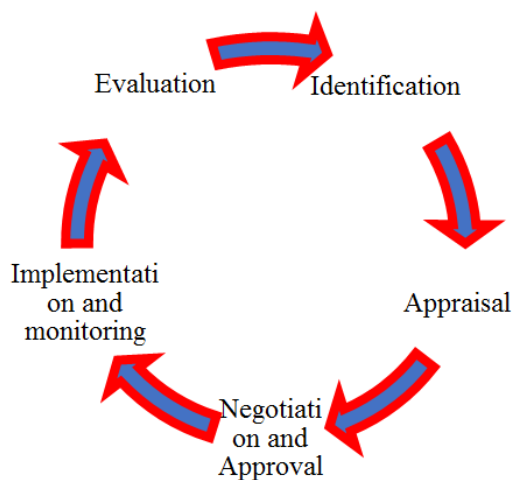 Evaluation
Identification
Appraisal
Negotiati
on and
Approval
Implementati
on and
monitoring